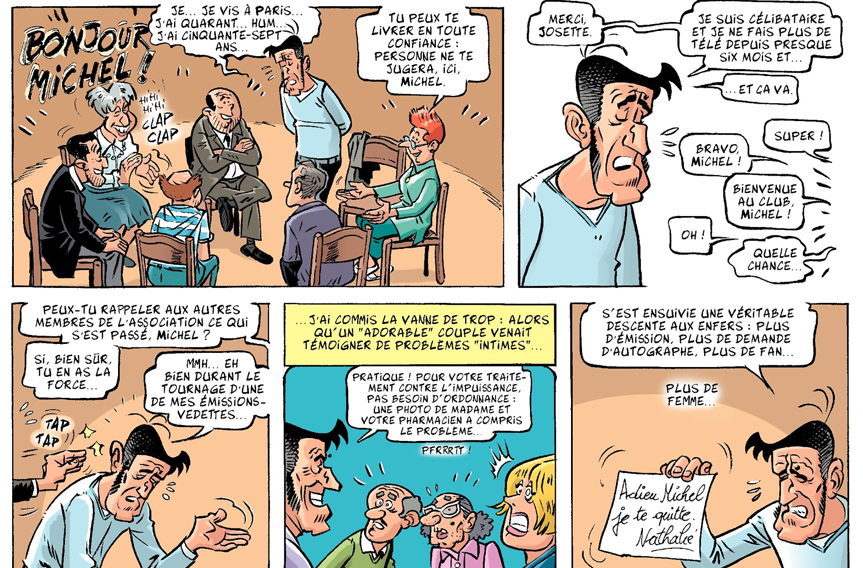 BONJOUR
MICHEL !
JE... JE VIS À PARIS...
J'AI QUARANT... HUM...
J'AI CINQUANTE-SEPT
ANS...
HI HI
HI HI
CLAP
CLAP
TU PEUX TE
LIVRER EN TOUTE
CONFIANCE :
PERSONNE NE TE
JUGERA, ICI,
MICHEL.
MERCI,
JOSETTE.
JE SUIS CÉLIBATAIRE
ET JE NE FAIS PLUS DE
TÉLÉ DEPUIS PRESQUE
SIX MOIS ET...
...ET ÇA VA.
SUPER !
BRAVO,
MICHEL !
BIENVENUE
AU CLUB,
MICHEL !
OH !
QUELLE
CHANCE...
PEUX-TU RAPPELER AUX AUTRES
MEMBRES DE L'ASSOCIATION CE QUI
S'EST PASSÉ, MICHEL ?
SI, BIEN SÛR,
TU EN AS LA
FORCE...
MMH... EH
BIEN DURANT LE
TOURNAGE D'UNE
DE MES ÉMISSIONS-
VEDETTES...
TAP
TAP
...J'AI COMMIS LA VANNE DE TROP : ALORS
QU'UN "ADORABLE" COUPLE VENAIT
TÉMOIGNER DE PROBLÈMES "INTIMES"...
PRATIQUE ! POUR VOTRE TRAITE-
MENT CONTRE L'IMPUISSANCE,
PAS BESOIN D'ORDONNANCE :
UNE PHOTO DE MADAME ET
VOTRE PHARMACIEN A COMPRIS
LE PROBLÈME...
PFRRRTT !
S'EST ENSUIVIE UNE VÉRITABLE
DESCENTE AUX ENFERS : PLUS
D'ÉMISSION, PLUS DE DEMANDE
D'AUTOGRAPHE, PLUS DE FAN...
PLUS DE
FEMME...
Adieu Michel
je te quitte.
Nathalie